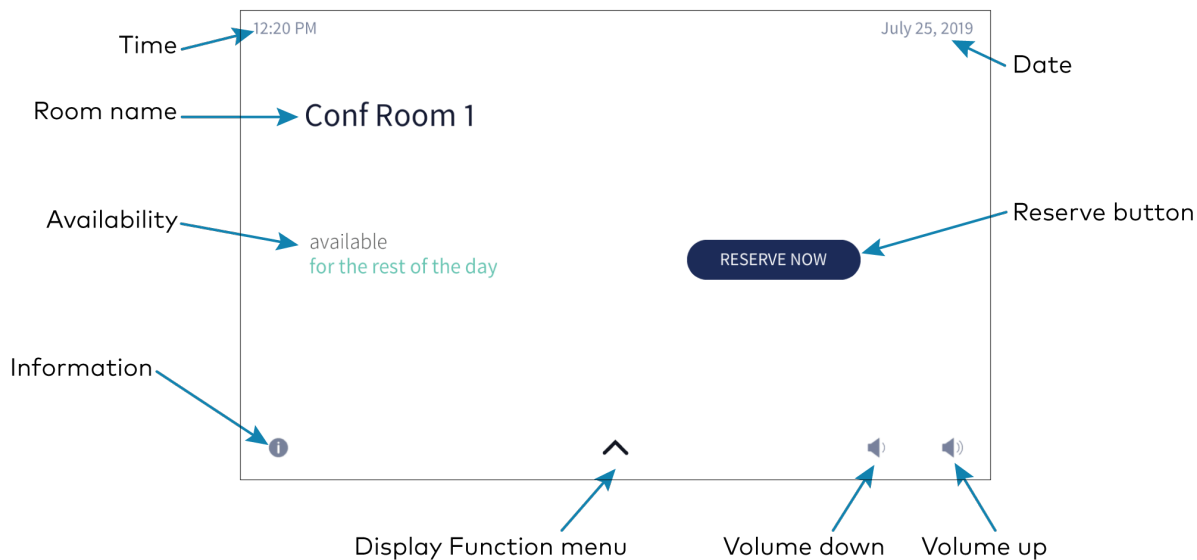 12:20 PM
July 25, 2019
Time
Date
Room name
Conf Room 1
Availability
Reserve button
available
for the rest of the day
RESERVE NOW
Information
i
Display Function menu
Volume down
Volume up